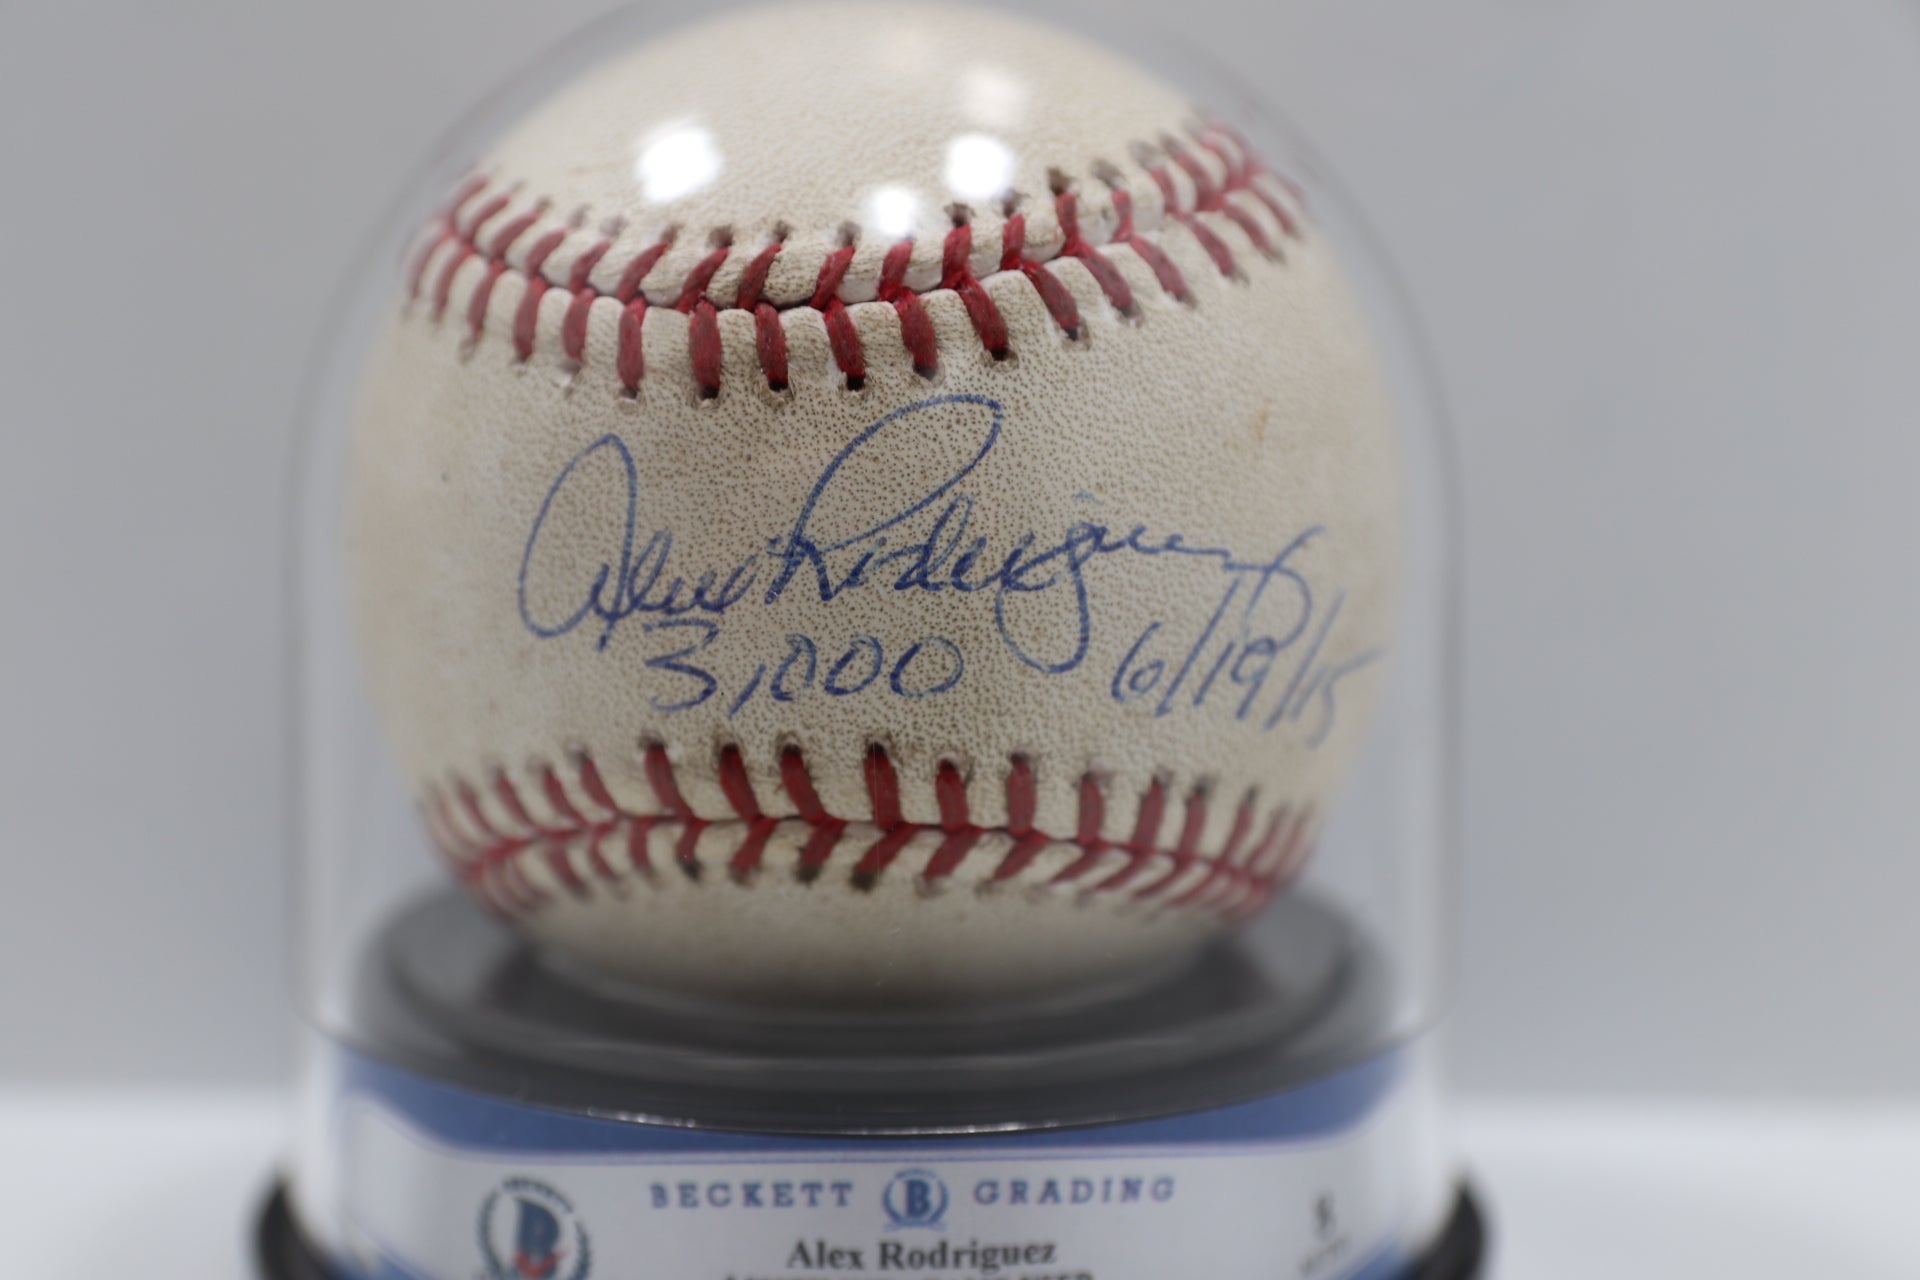 Alex Rodriguez
3,000 6/19/15
BECKETT B GRADING
Alex Rodriguez